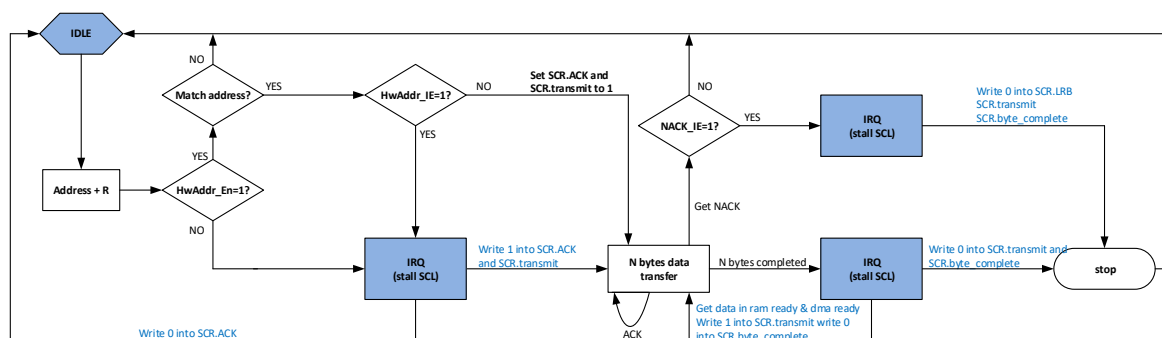 IDLE
NO
NO
Match address?
YES
HwAddr_IE=1?
NO
Set SCR.ACK and
SCR.transmit to 1
NACK_IE=1?
YES
IRQ
(stall SCL)
Write 0 into SCR.LRB
SCR.transmit
SCR.byte_complete
YES
YES
Address + R
HwAddr_En=1?
Get NACK
NO
IRQ
(stall SCL)
Write 1 into SCR.ACK
and SCR.transmit
N bytes data
transfer
N bytes completed
IRQ
(stall SCL)
Write 0 into SCR.transmit and
SCR.byte_complete
stop
Get data in ram ready & dma ready
Write 1 into SCR.transmit write 0
into SCR.byte_complete
Write 0 into SCR.ACK
ACK